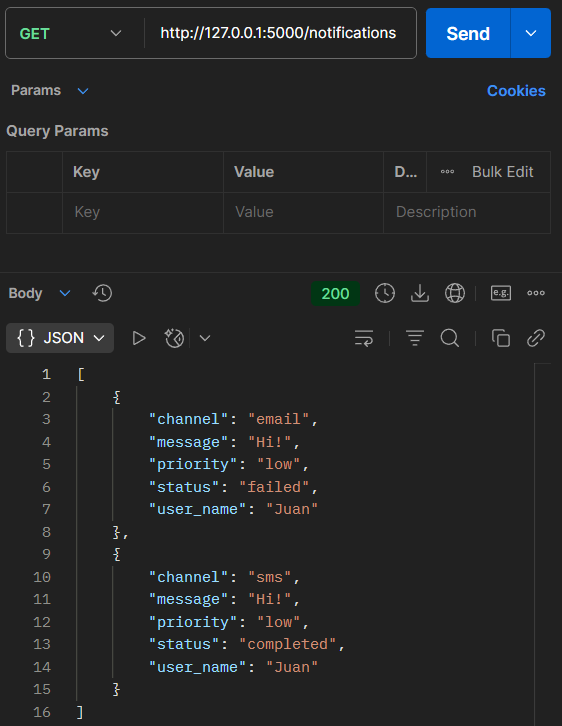 GET http://127.0.0.1:5000/notifications Send
Params Cookies
Query Params
Key Value D... Bulk Edit
Key Value Description
Body 200 e.g.
{} JSON
1 [
2 {
3 "channel": "email",
4 "message": "Hi!",
5 "priority": "low",
6 "status": "failed",
7 "user_name": "Juan"
8 },
9 {
10 "channel": "sms",
11 "message": "Hi!",
12 "priority": "low",
13 "status": "completed",
14 "user_name": "Juan"
15 }
16 ]